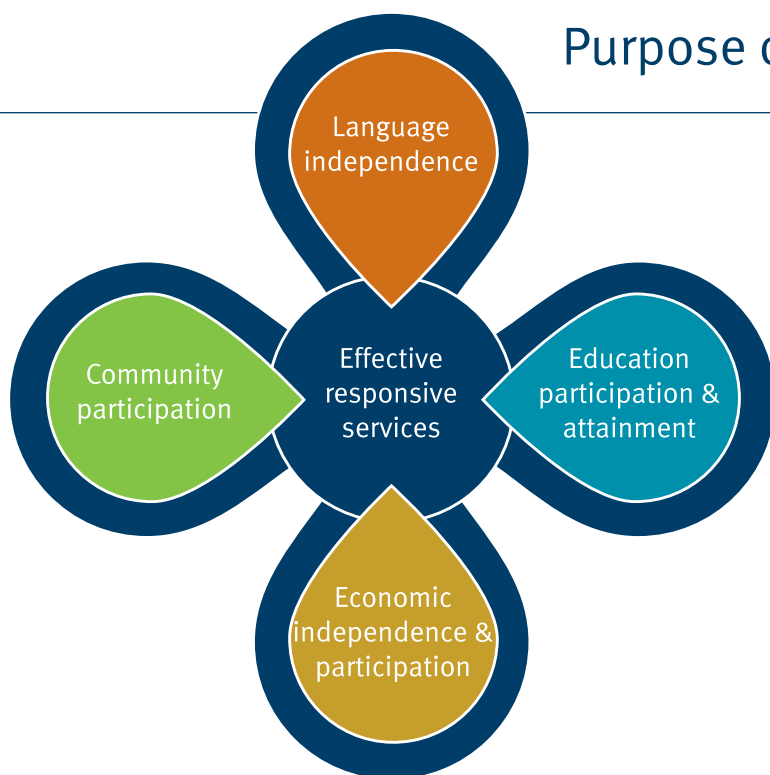 Purpose
Language
independence
Community
participation
Effective
responsive
services
Education
participation &
attainment
Economic
independence &
participation